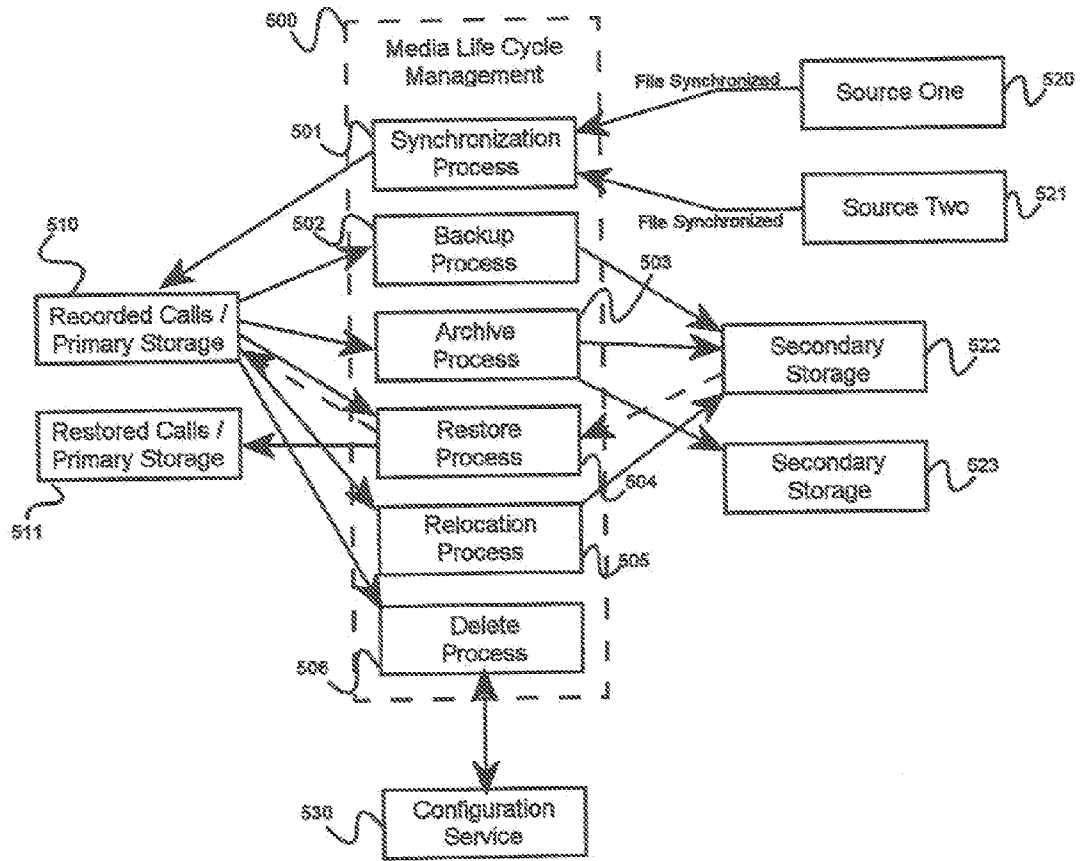 500
Media Life Cycle
Management
File Synchronized
Source One
520
501
Synchronization
Process
Source Two
521
File Synchronized
510
502
Backup
Process
503
Recorded Calls /
Primary Storage
Archive
Process
Secondary
Storage
522
Restored Calls /
Primary Storage
Restore
Process
504
Secondary
Storage
523
511
Relocation
Process
505
Delete
Process
506
530
Configuration
Service